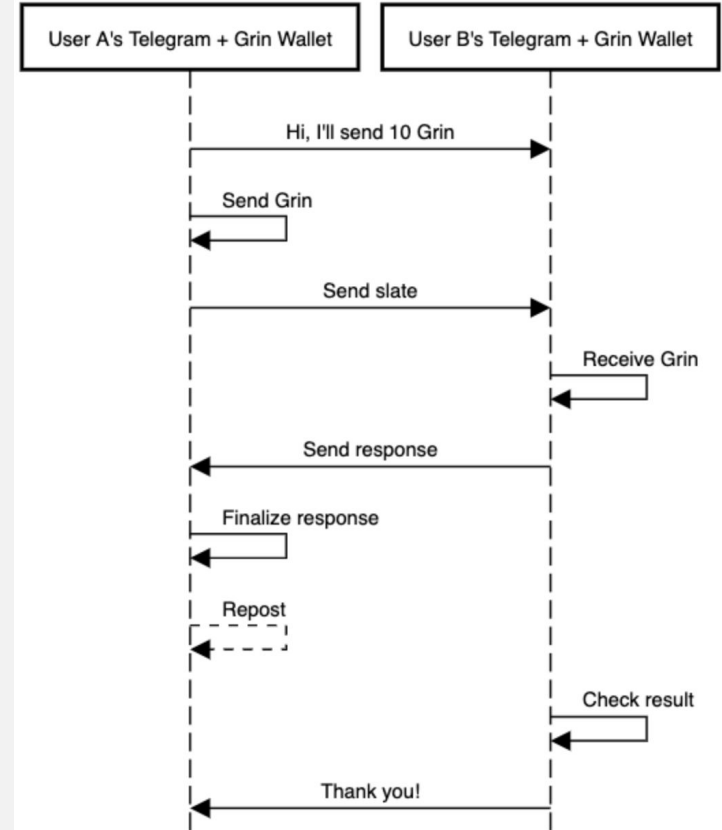 User A's Telegram + Grin Wallet
User B's Telegram + Grin Wallet
Hi, I'll send 10 Grin
Send Grin
Send slate
Receive Grin
Send response
Finalize response
Repost
Check result
Thank you!